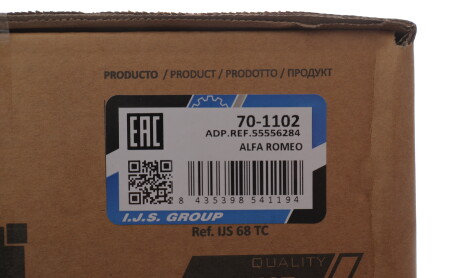 PRODUCTO / PRODUCT / PRODOTTO / ПРОДУКТ
EAC
70-1102
ADP.REF.55556284
ALFA ROMEO
8 435398 541194
I.J.S. GROUP
Ref. IJS 68 TC
QUALITY